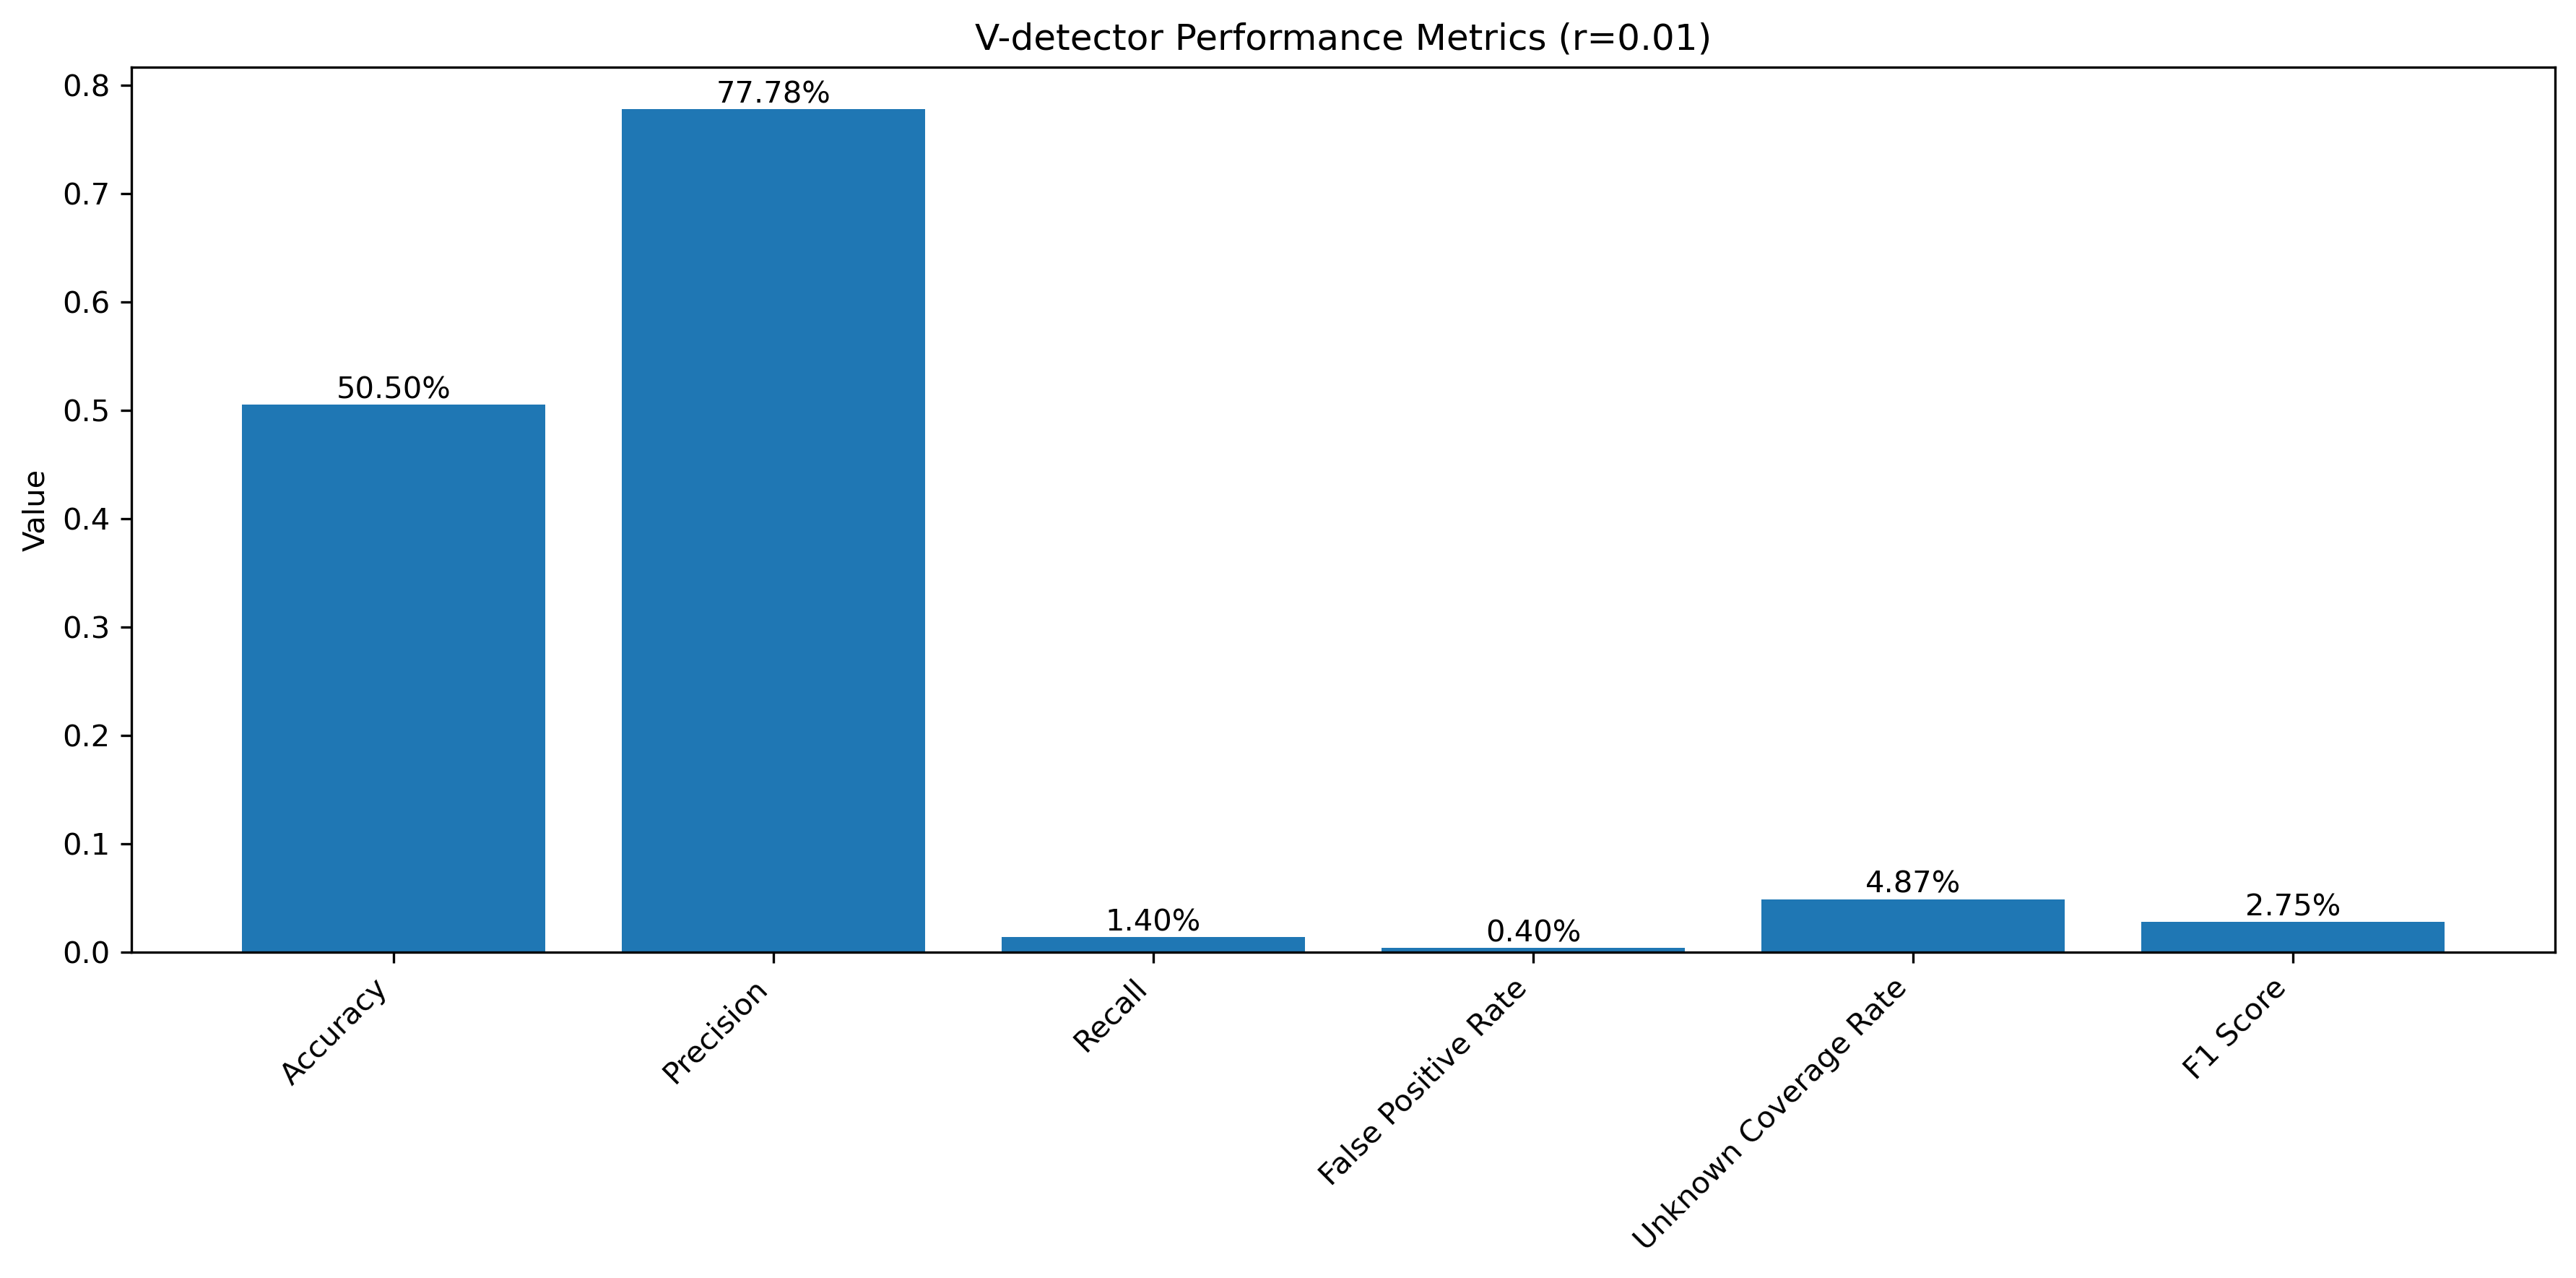 V-detector Performance Metrics (r=0.01)
Value
0.8
0.7
0.6
0.5
0.4
0.3
0.2
0.1
0.0
50.50%
77.78%
1.40%
0.40%
4.87%
2.75%
Accuracy
Precision
Recall
False Positive Rate
Unknown Coverage Rate
F1 Score